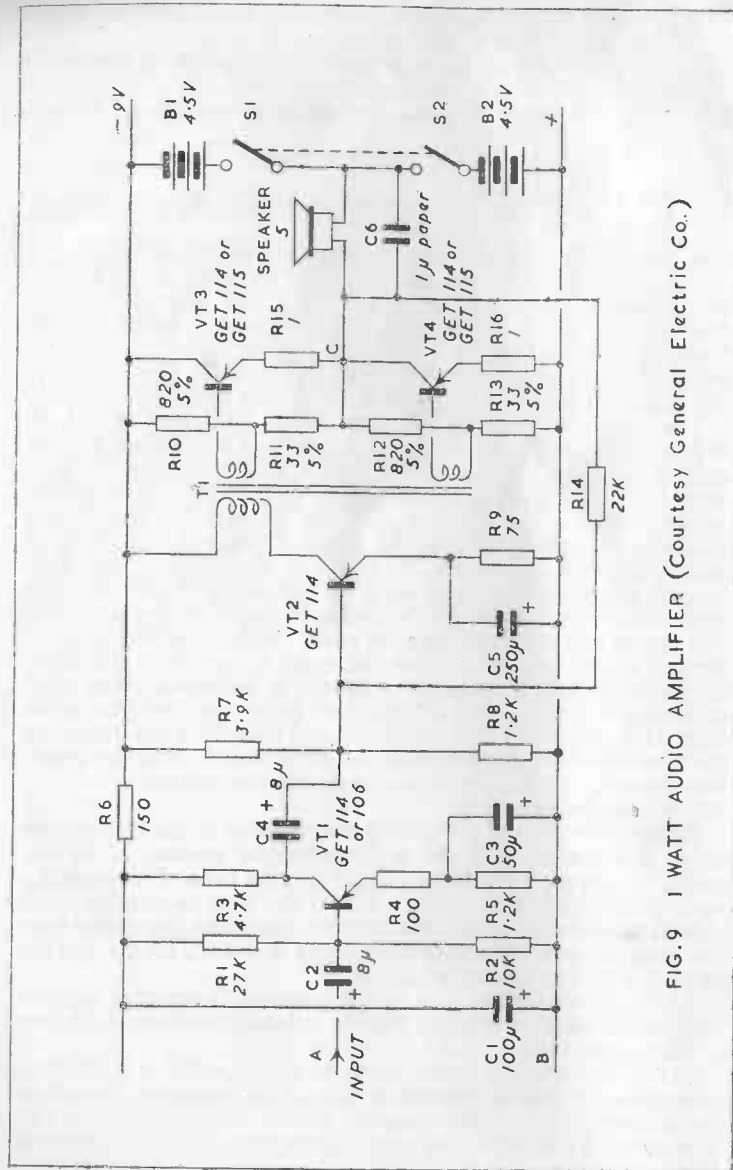 - 9V
B1
4·5V
S1
S2
B2
4·5V
+
SPEAKER
5
C6
1μ paper
VT3
GET 114 or
GET 115
R15
1
C
VT4
GET 114 or
GET 115
R16
1
R10
820
5%
R11
33
5%
R12
820
5%
R13
33
5%
T1
R14
22K
VT2
GET 114
R9
75
C5
250μ
+
R7
3.9K
R8
1·2K
R6
150
C4
+
8μ
VT1
GET 114
or 106
R3
4.7K
R4
100
C3
50μ
+
R5
1·2K
R1
27K
C2
8μ
+
R2
10K
C1
100μ
+
A
INPUT
B
FIG. 9 1 WATT AUDIO AMPLIFIER (Courtesy General Electric Co.)